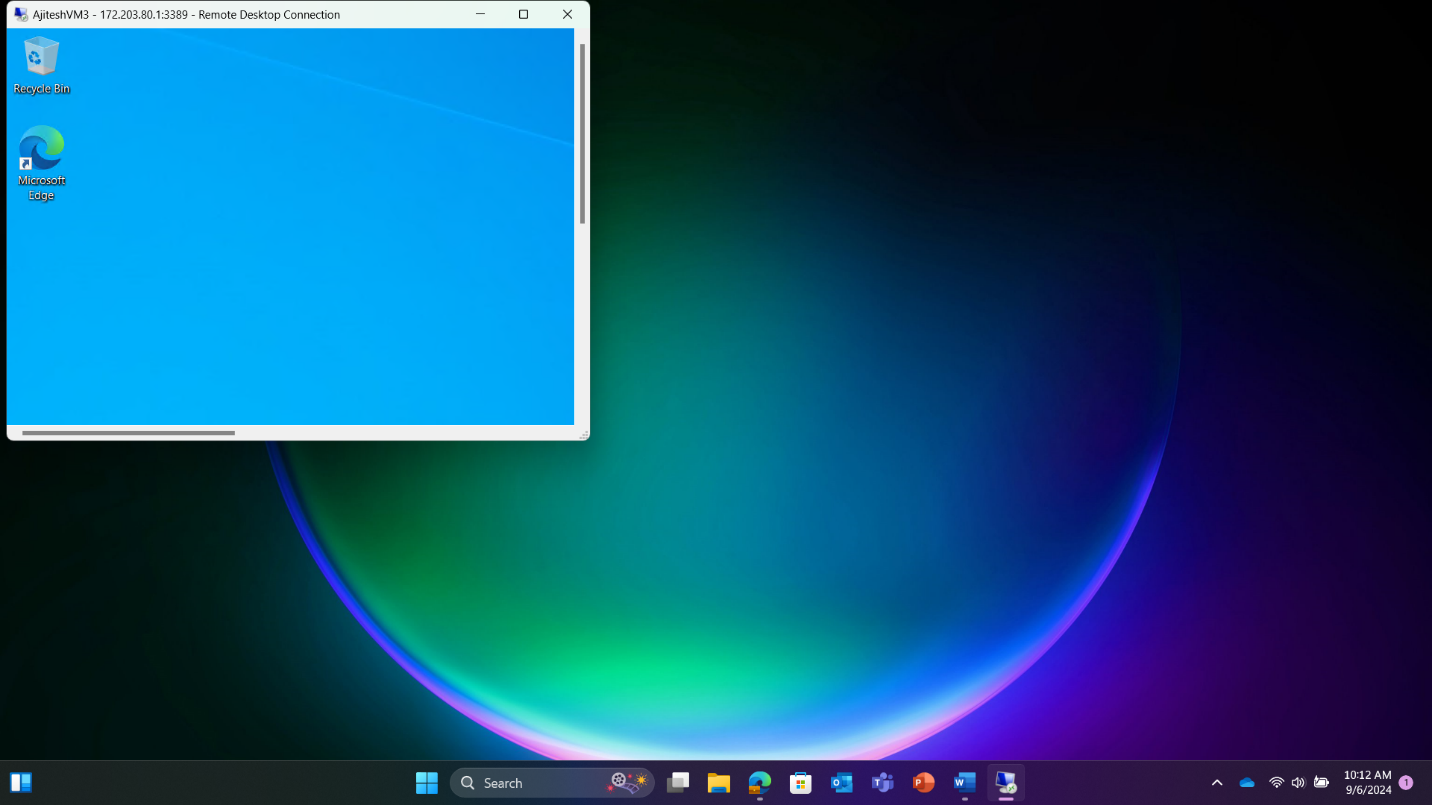 AjiteshVM3 - 172.203.80.1:3389 - Remote Desktop Connection
Recycle Bin
Microsoft
Edge
Search
10:12 AM
9/6/2024
1